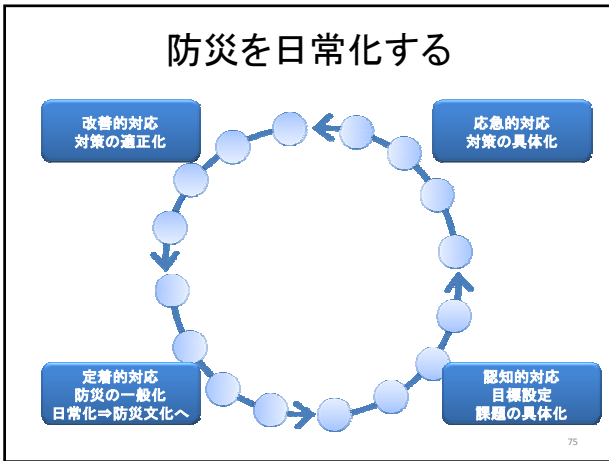 防災を日常化する
改善的対応
対策の適正化
応急的対応
対策の具体化
定着的対応
防災の一般化
日常化⇒防災文化へ
認知的対応
目標設定
課題の具体化
75